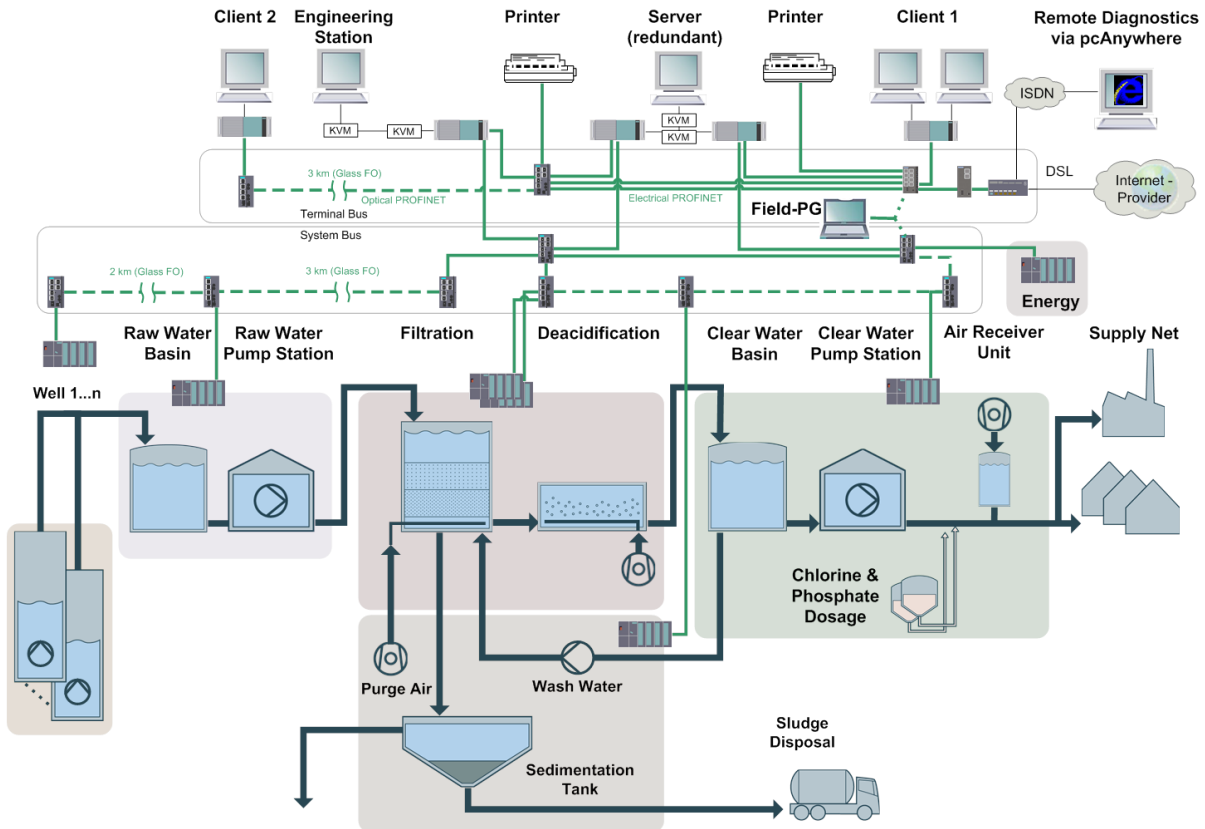 Client 2
Engineering
Station
Printer
Server
(redundant)
Printer
Client 1
Remote Diagnostics
via pcAnywhere
ISDN
KVM
KVM
KVM
KVM
3 km (Glass FO)
Optical PROFINET
Electrical PROFINET
DSL
Internet -
Provider
Field-PG
Terminal Bus
System Bus
2 km (Glass FO)
3 km (Glass FO)
Energy
Raw Water
Basin
Raw Water
Pump Station
Filtration
Deacidification
Clear Water
Basin
Clear Water
Pump Station
Air Receiver
Unit
Supply Net
Well 1...n
Chlorine &
Phosphate
Dosage
Purge Air
Wash Water
Sludge
Disposal
Sedimentation
Tank